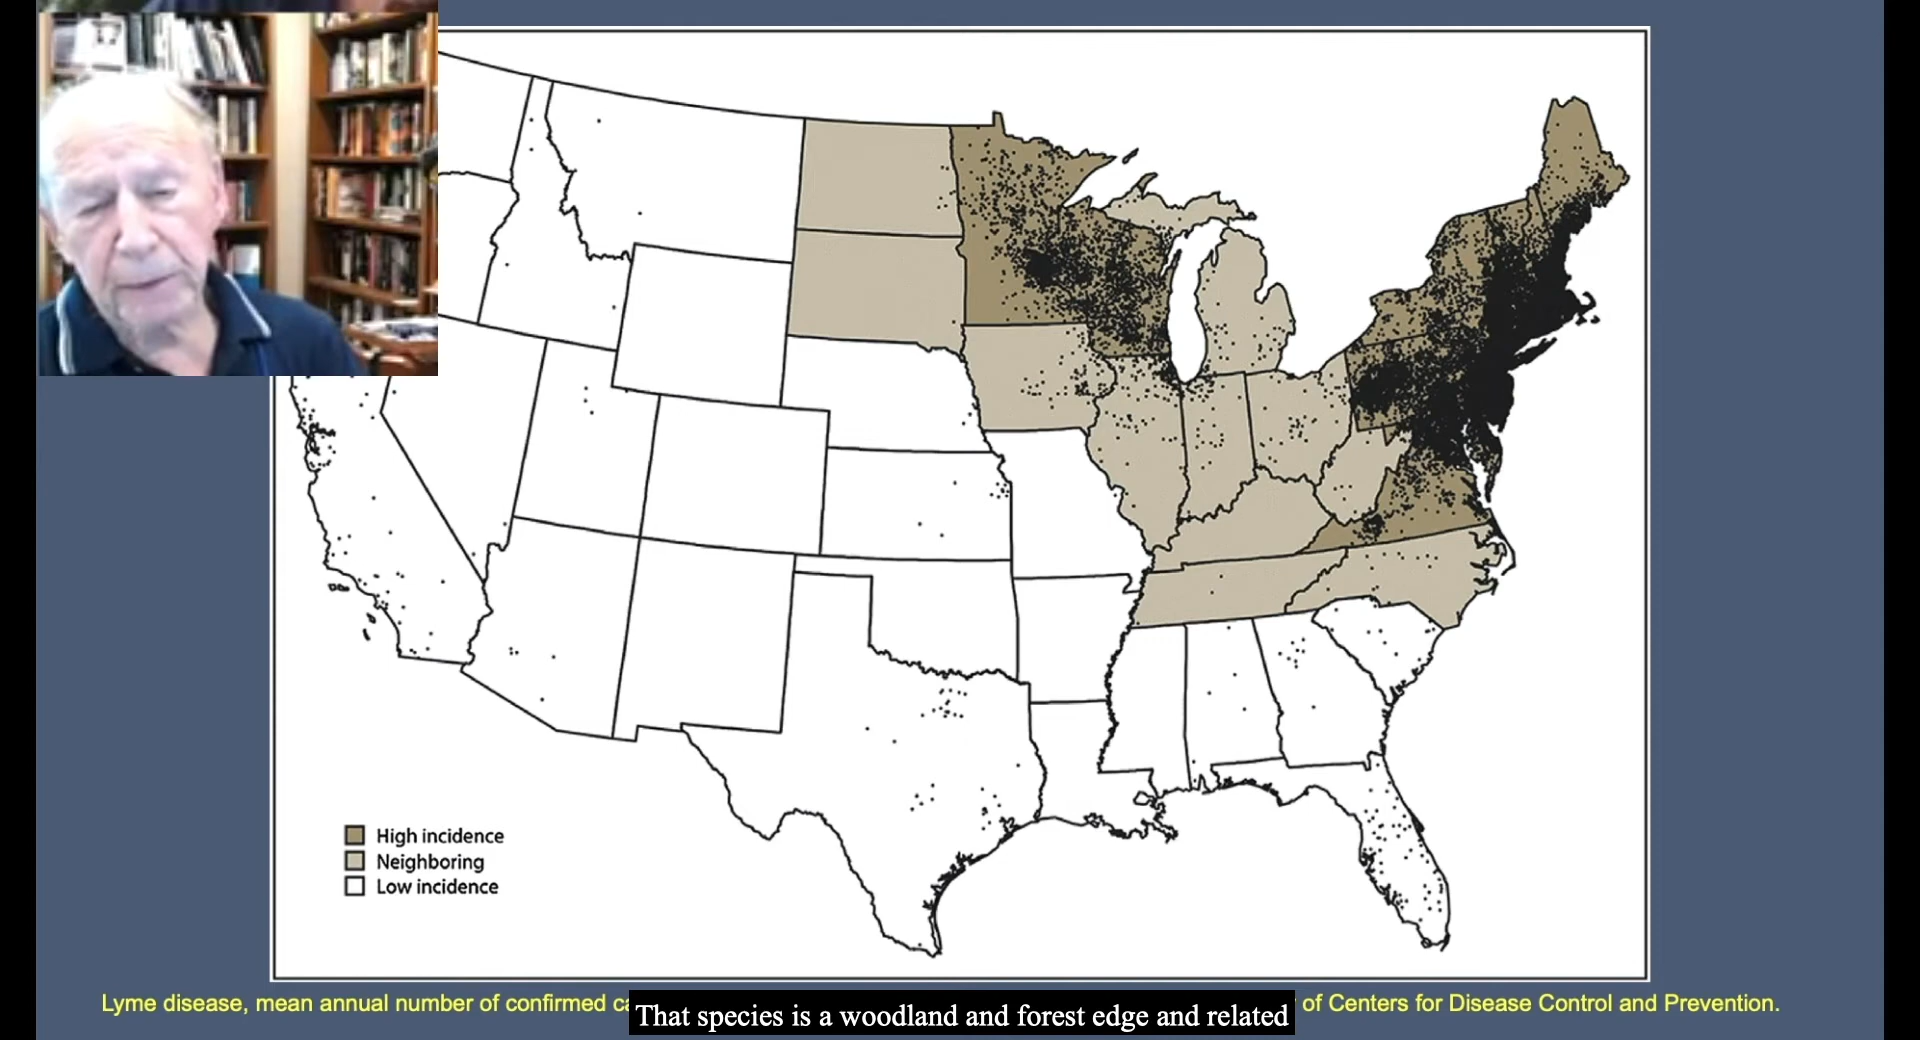 High incidence
Neighboring
Low incidence
Lyme disease, mean annual number of confirmed ca
of Centers for Disease Control and Prevention.
That species is a woodland and forest edge and related